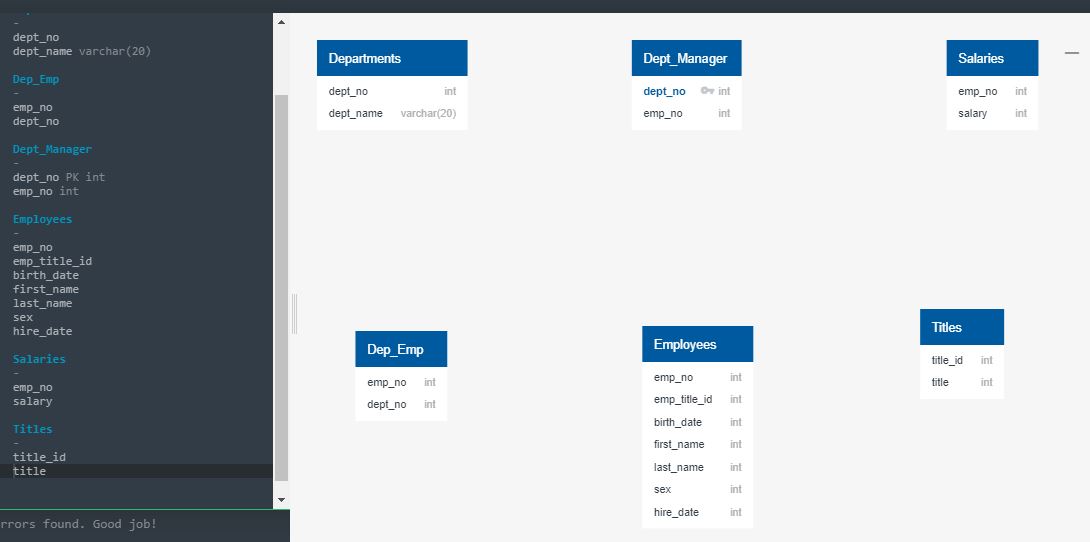 -
dept_no
dept_name varchar(20)
Dep_Emp
-
emp_no
dept_no
Dept_Manager
-
dept_no PK int
emp_no int
Employees
-
emp_no
emp_title_id
birth_date
first_name
last_name
sex
hire_date
Salaries
-
emp_no
salary
Titles
-
title_id
title
rrors found. Good job!
Departments
dept_no int
dept_name varchar(20)
Dept_Manager
dept_no int
emp_no int
Salaries
emp_no int
salary int
Dep_Emp
emp_no int
dept_no int
Employees
emp_no int
emp_title_id int
birth_date int
first_name int
last_name int
sex int
hire_date int
Titles
title_id int
title int